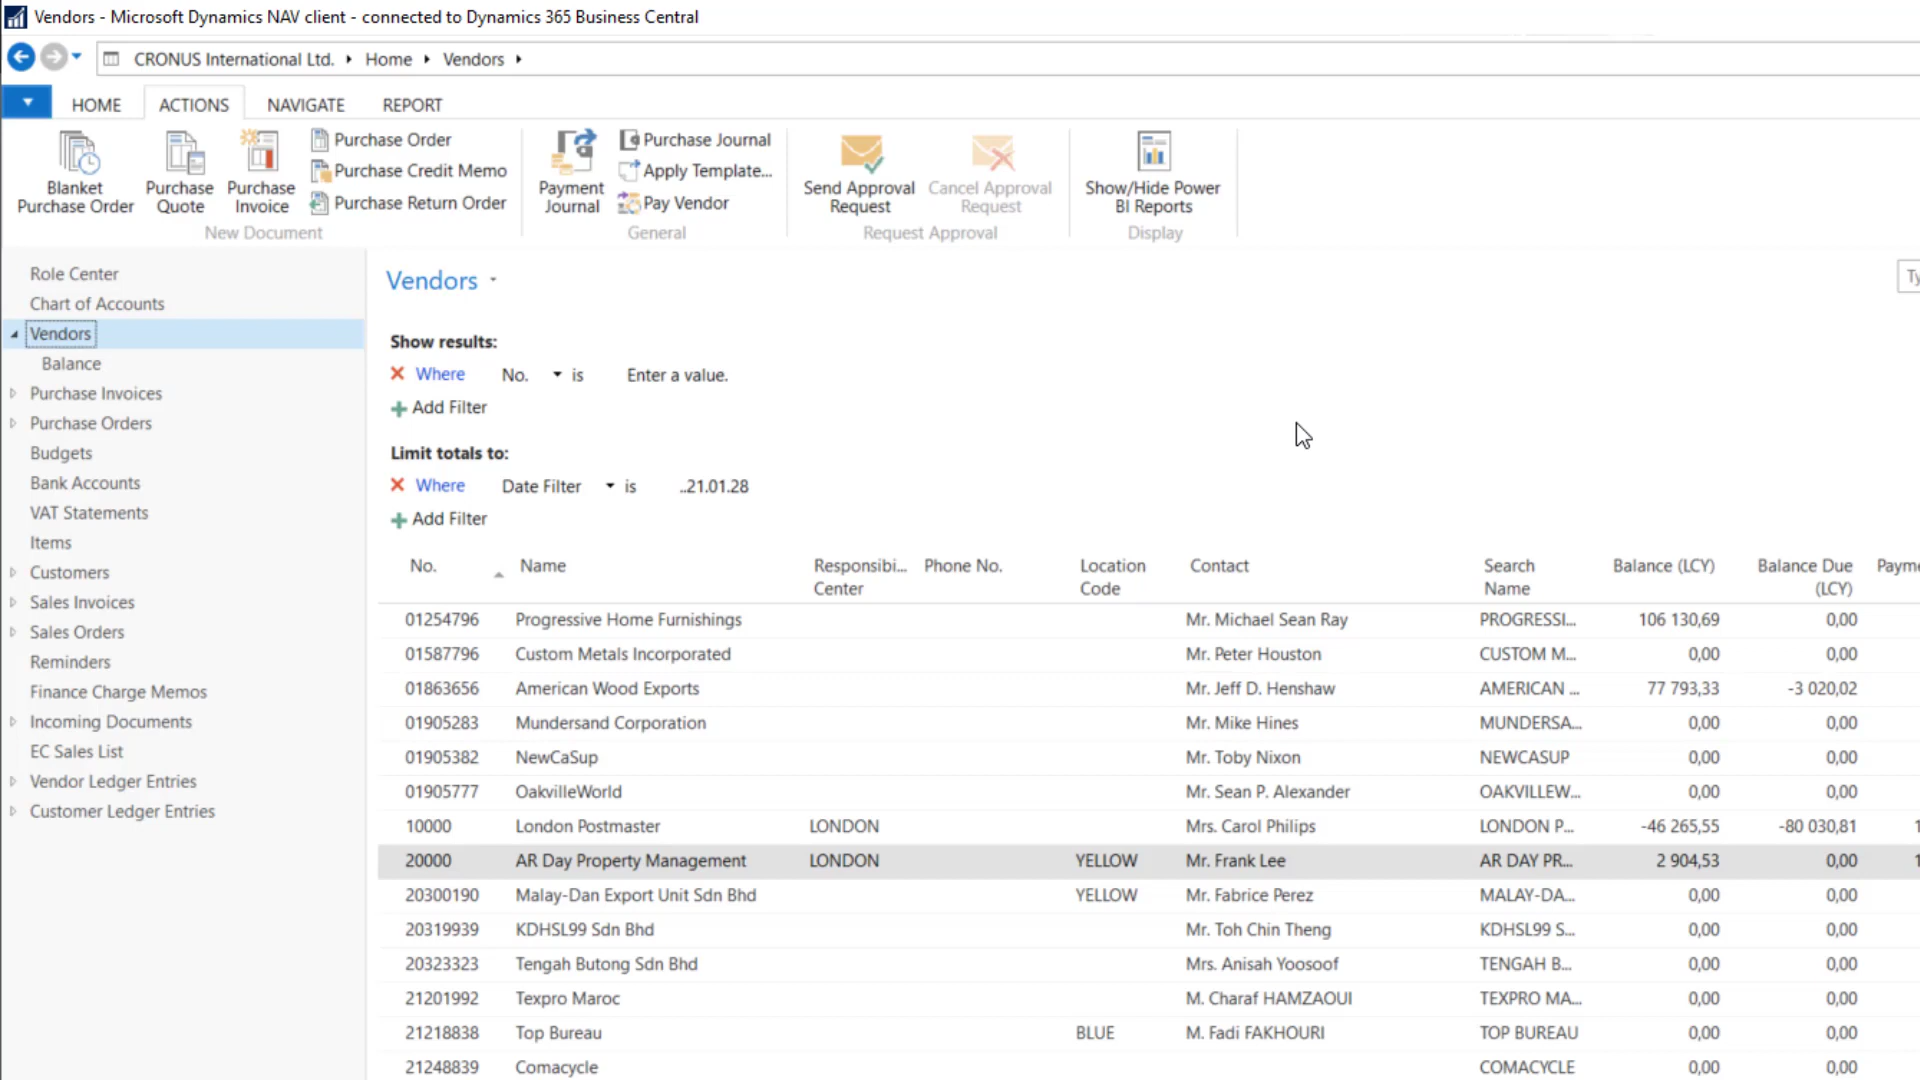 Vendors - Microsoft Dynamics NAV client - connected to Dynamics 365 Business Central
CRONUS International Ltd. Home Vendors
HOME ACTIONS NAVIGATE REPORT
Blanket Purchase Order
Purchase Quote
Purchase Invoice
Purchase Order
Purchase Credit Memo
Purchase Return Order
New Document
Payment Journal
Purchase Journal
Apply Template...
Pay Vendor
General
Send Approval Request
Cancel Approval Request
Request Approval
Show/Hide Power BI Reports
Display
Role Center
Chart of Accounts
Vendors
Balance
Purchase Invoices
Purchase Orders
Budgets
Bank Accounts
VAT Statements
Items
Customers
Sales Invoices
Sales Orders
Reminders
Finance Charge Memos
Incoming Documents
EC Sales List
Vendor Ledger Entries
Customer Ledger Entries
Vendors
Ty
Show results:
Where No. is Enter a value.
Add Filter
Limit totals to:
Where Date Filter is ..21.01.28
Add Filter
No. Name Responsibi... Center Phone No. Location Code Contact Search Name Balance (LCY) Balance Due (LCY) Payme
01254796 Progressive Home Furnishings Mr. Michael Sean Ray PROGRESSI... 106 130,69 0,00
01587796 Custom Metals Incorporated Mr. Peter Houston CUSTOM M... 0,00 0,00
01863656 American Wood Exports Mr. Jeff D. Henshaw AMERICAN ... 77 793,33 -3 020,02
01905283 Mundersand Corporation Mr. Mike Hines MUNDERSA... 0,00 0,00
01905382 NewCaSup Mr. Toby Nixon NEWCASUP 0,00 0,00
01905777 OakvilleWorld Mr. Sean P. Alexander OAKVILLEW... 0,00 0,00
10000 London Postmaster LONDON Mrs. Carol Philips LONDON P... -46 265,55 -80 030,81 1
20000 AR Day Property Management LONDON YELLOW Mr. Frank Lee AR DAY PR... 2 904,53 0,00 1
20300190 Malay-Dan Export Unit Sdn Bhd YELLOW Mr. Fabrice Perez MALAY-DA... 0,00 0,00
20319939 KDHSL99 Sdn Bhd Mr. Toh Chin Theng KDHSL99 S... 0,00 0,00
20323323 Tengah Butong Sdn Bhd Mrs. Anisah Yoosoof TENGAH B... 0,00 0,00
21201992 Texpro Maroc M. Charaf HAMZAOUI TEXPRO MA... 0,00 0,00
21218838 Top Bureau BLUE M. Fadi FAKHOURI TOP BUREAU 0,00 0,00
21248839 Comacycle COMACYCLE 0,00 0,00